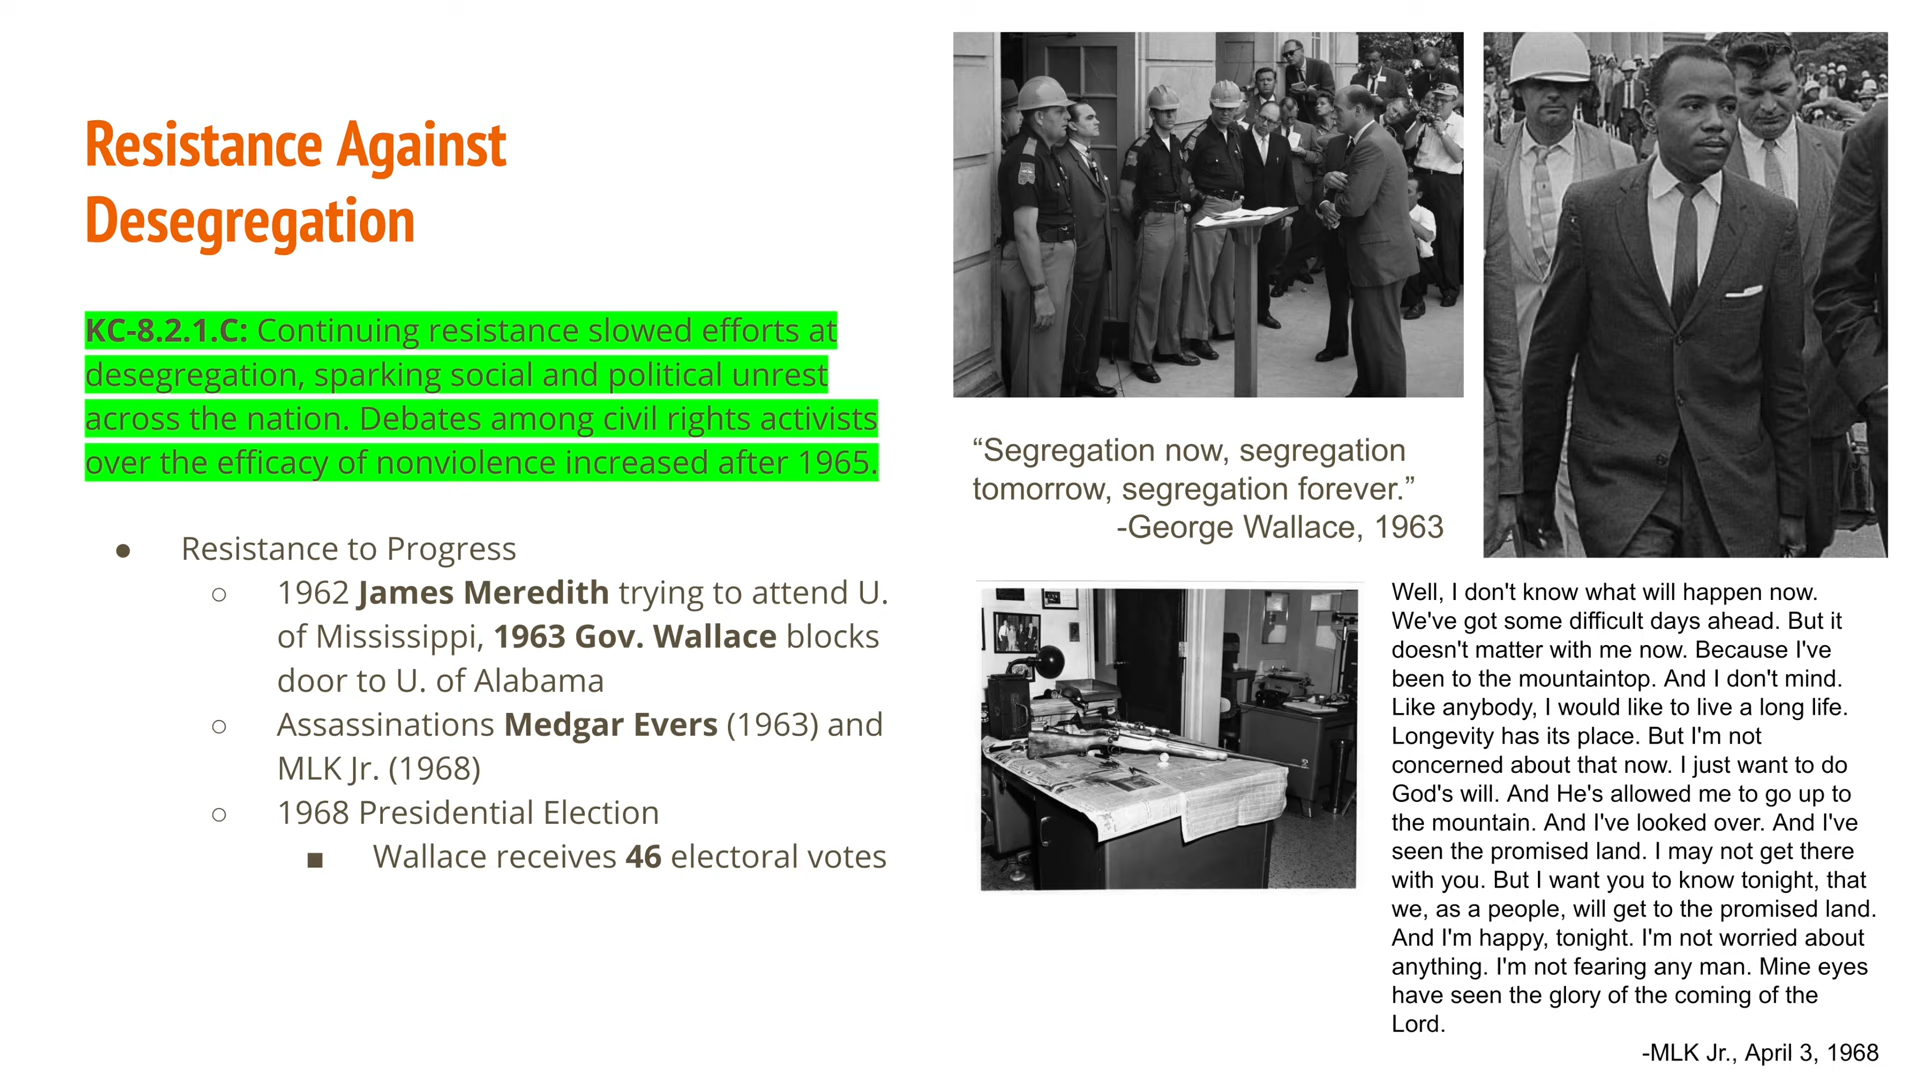 Resistance Against
Desegregation
KC-8.2.1.C: Continuing resistance slowed efforts at
desegregation, sparking social and political unrest
across the nation. Debates among civil rights activists
over the efficacy of nonviolence increased after 1965.
● Resistance to Progress
○ 1962 James Meredith trying to attend U.
of Mississippi, 1963 Gov. Wallace blocks
door to U. of Alabama
○ Assassinations Medgar Evers (1963) and
MLK Jr. (1968)
○ 1968 Presidential Election
■ Wallace receives 46 electoral votes
“Segregation now, segregation
tomorrow, segregation forever.”
-George Wallace, 1963
Well, I don't know what will happen now.
We've got some difficult days ahead. But it
doesn't matter with me now. Because I've
been to the mountaintop. And I don't mind.
Like anybody, I would like to live a long life.
Longevity has its place. But I'm not
concerned about that now. I just want to do
God's will. And He's allowed me to go up to
the mountain. And I've looked over. And I've
seen the promised land. I may not get there
with you. But I want you to know tonight, that
we, as a people, will get to the promised land.
And I'm happy, tonight. I'm not worried about
anything. I'm not fearing any man. Mine eyes
have seen the glory of the coming of the
Lord.
-MLK Jr., April 3, 1968